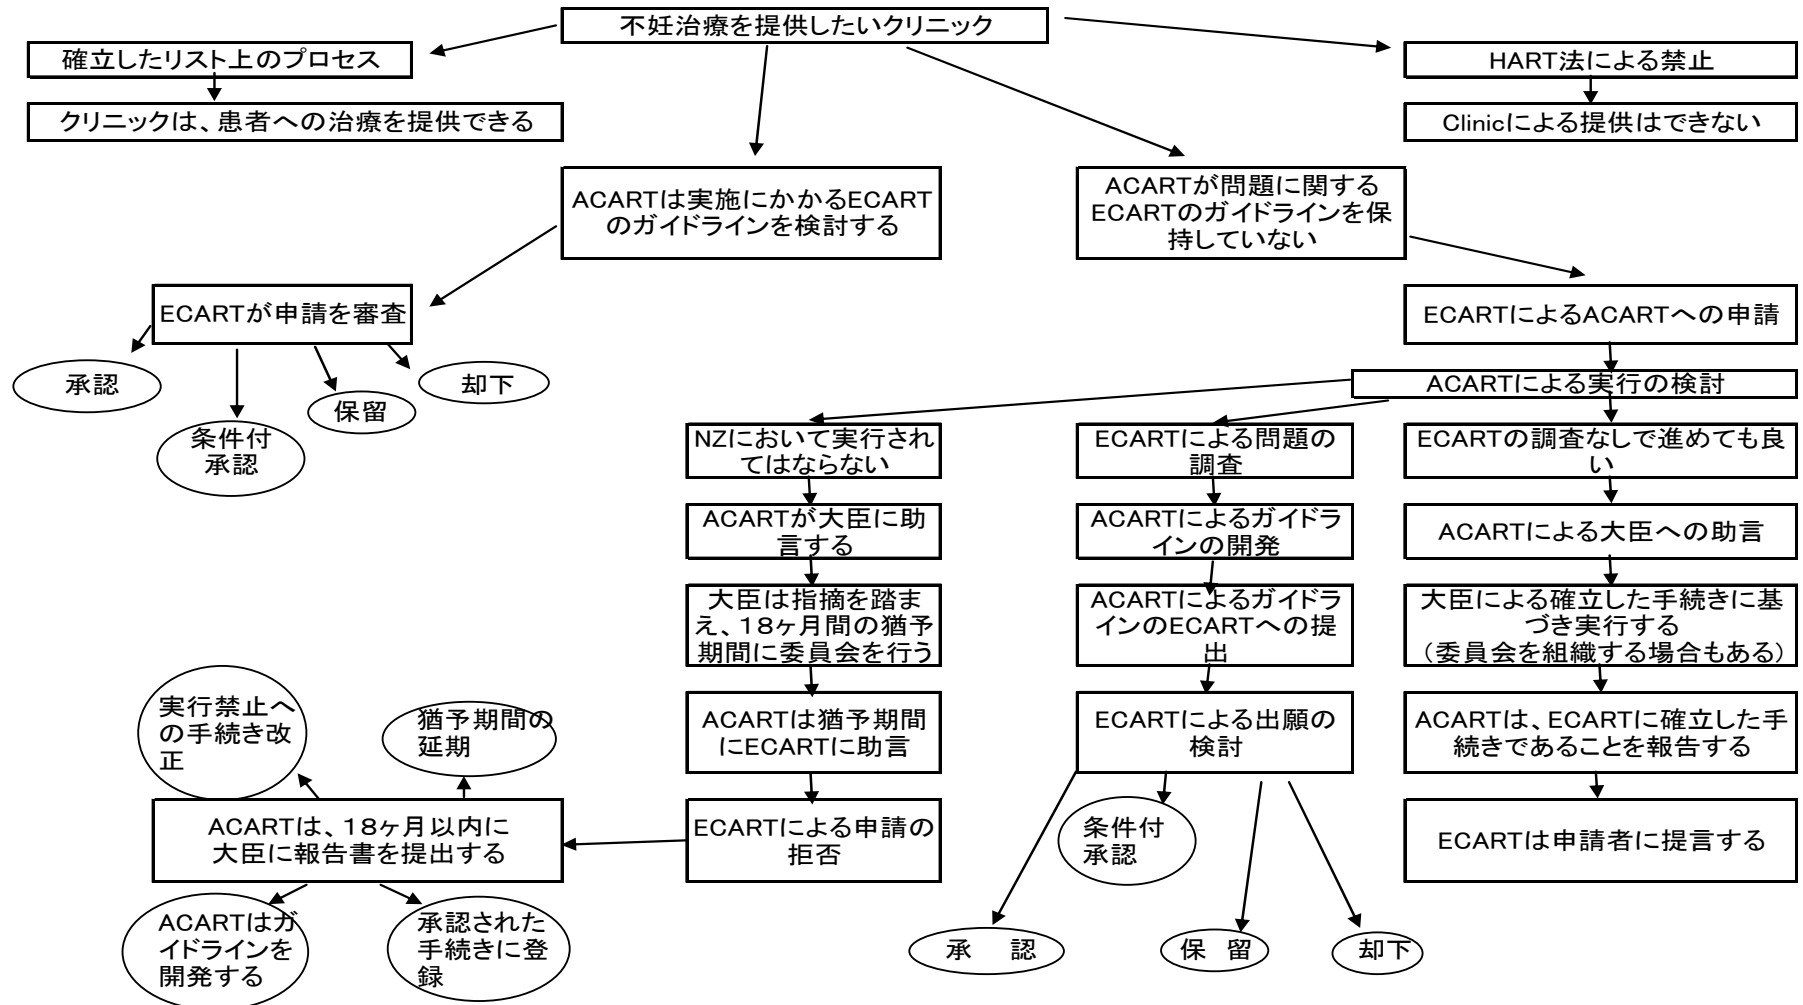 不妊治療を提供したいクリニック
確立したリスト上のプロセス
HART法による禁止
クリニックは、患者への治療を提供できる
Clinicによる提供はできない
ACARTは実施にかかるECART
のガイドラインを検討する
ACARTが問題に関する
ECARTのガイドラインを保
持していない
ECARTが申請を審査
ECARTによるACARTへの申請
承認
条件付
承認
保留
却下
ACARTによる実行の検討
NZにおいて実行され
てはならない
ECARTによる問題の
調査
ECARTの調査なしで進めても良
い
ACARTが大臣に助
言する
ACARTによるガイドラ
インの開発
ACARTによる大臣への助言
大臣は指摘を踏ま
え、18ヶ月間の猶予
期間に委員会を行う
ACARTによるガイドラ
インのECARTへの提
出
大臣による確立した手続きに基
づき実行する
（委員会を組織する場合もある）
実行禁止へ
の手続き改
正
猶予期間の
延期
ACARTは猶予期間
にECARTに助言
ECARTによる出願の
検討
ACARTは、ECARTに確立した手
続きであることを報告する
ACARTは、18ヶ月以内に
大臣に報告書を提出する
ECARTによる申請の
拒否
条件付
承認
ECARTは申請者に提言する
ACARTはガ
イドラインを
開発する
承認された
手続きに登
録
承　認
保 留
却下